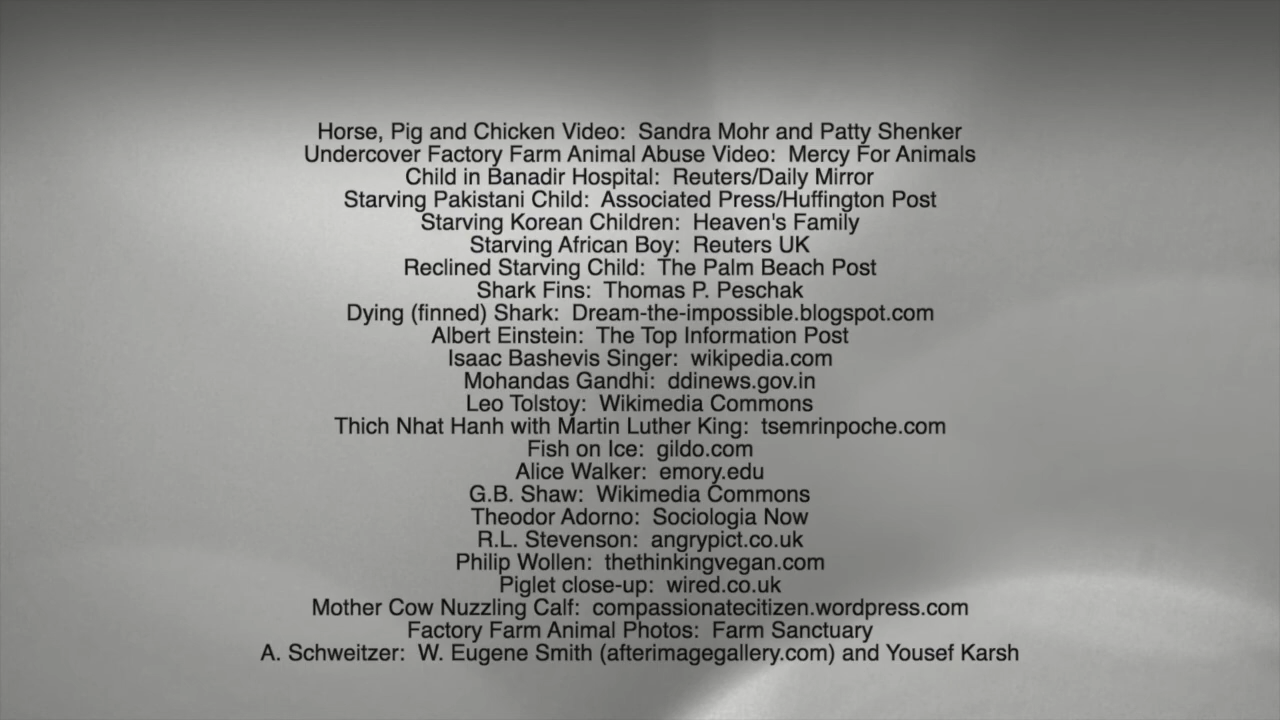 Horse, Pig and Chicken Video: Sandra Mohr and Patty Shenker
Undercover Factory Farm Animal Abuse Video: Mercy For Animals
Child in Banadir Hospital: Reuters/Daily Mirror
Starving Pakistani Child: Associated Press/Huffington Post
Starving Korean Children: Heaven's Family
Starving African Boy: Reuters UK
Reclined Starving Child: The Palm Beach Post
Shark Fins: Thomas P. Peschak
Dying (finned) Shark: Dream-the-impossible.blogspot.com
Albert Einstein: The Top Information Post
Isaac Bashevis Singer: wikipedia.com
Mohandas Gandhi: ddinews.gov.in
Leo Tolstoy: Wikimedia Commons
Thich Nhat Hanh with Martin Luther King: tsemrinpoche.com
Fish on Ice: gildo.com
Alice Walker: emory.edu
G.B. Shaw: Wikimedia Commons
Theodor Adorno: Sociologia Now
R.L. Stevenson: angrypict.co.uk
Philip Wollen: thethinkingvegan.com
Piglet close-up: wired.co.uk
Mother Cow Nuzzling Calf: compassionatecitizen.wordpress.com
Factory Farm Animal Photos: Farm Sanctuary
A. Schweitzer: W. Eugene Smith (afterimagegallery.com) and Yousef Karsh